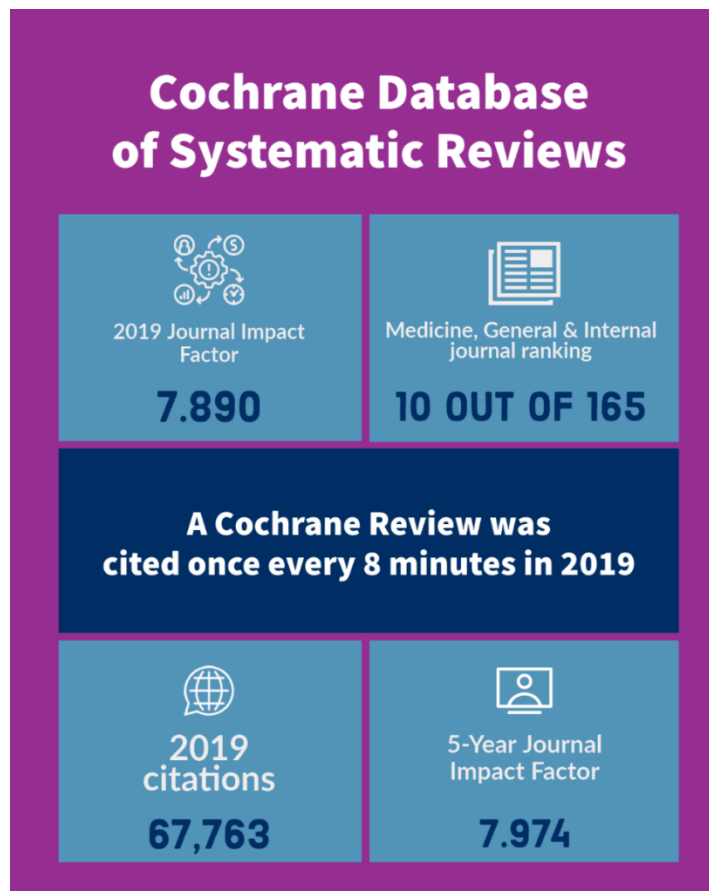 Cochrane Database
of Systematic Reviews
2019 Journal Impact
Factor
7.890
Medicine, General & Internal
journal ranking
10 OUT OF 165
A Cochrane Review was
cited once every 8 minutes in 2019
2019
citations
67,763
5-Year Journal
Impact Factor
7.974